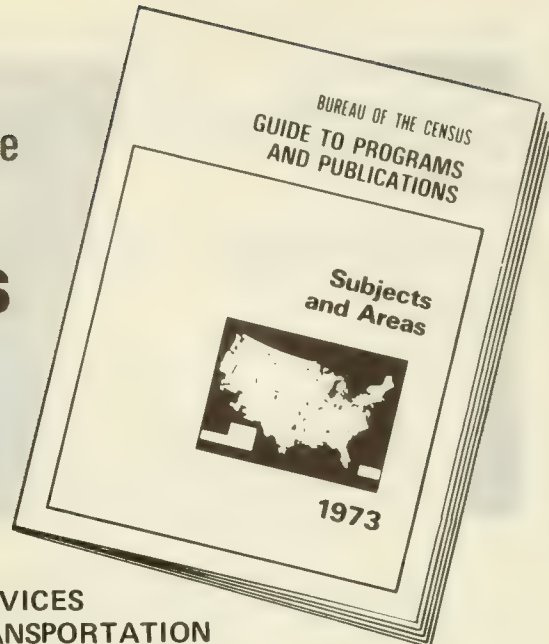 e
S
BUREAU OF THE CENSUS
GUIDE TO PROGRAMS
AND PUBLICATIONS
Subjects
and Areas
1973
VICES
ANSPORTATION